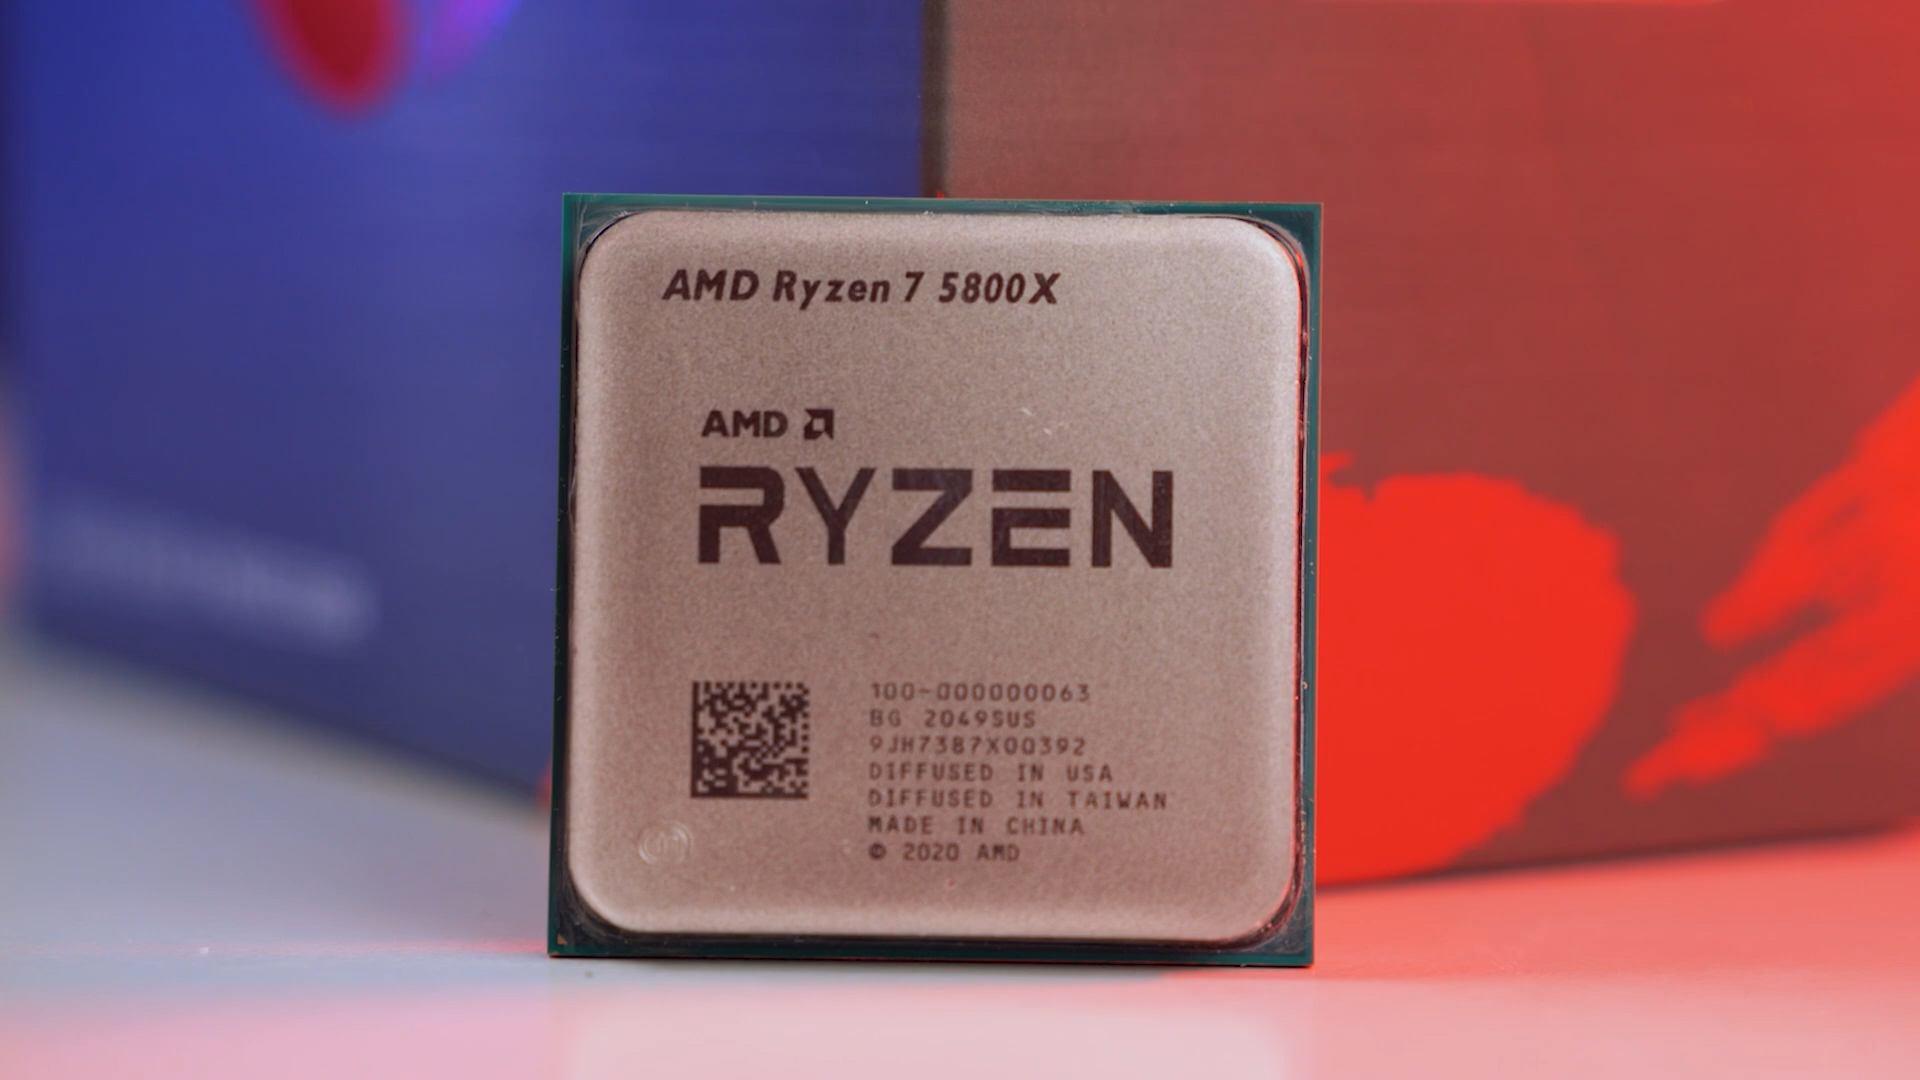 AMD Ryzen 7 5800X
AMD
RYZEN
100-000000063
BG 2049SUS
9JH7387X00392
DIFFUSED IN USA
DIFFUSED IN TAIWAN
MADE IN CHINA
© 2020 AMD